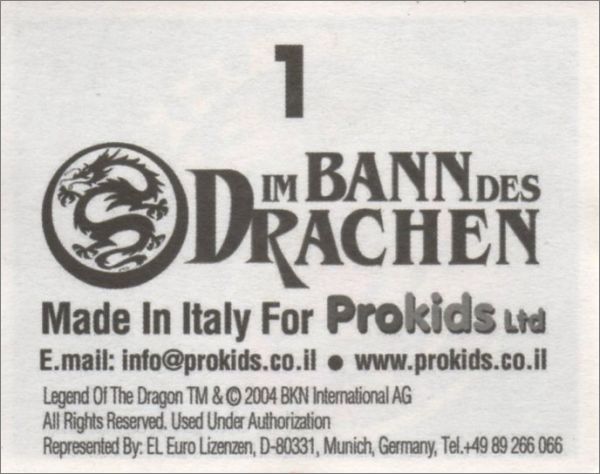 1
IM BANN DES
DRACHEN
Made In Italy For Prokids Ltd
E.mail: info@prokids.co.il ● www.prokids.co.il
Legend Of The Dragon TM & © 2004 BKN International AG
All Rights Reserved. Used Under Authorization
Represented By: EL Euro Lizenzen, D-80331, Munich, Germany, Tel.+49 89 266 066